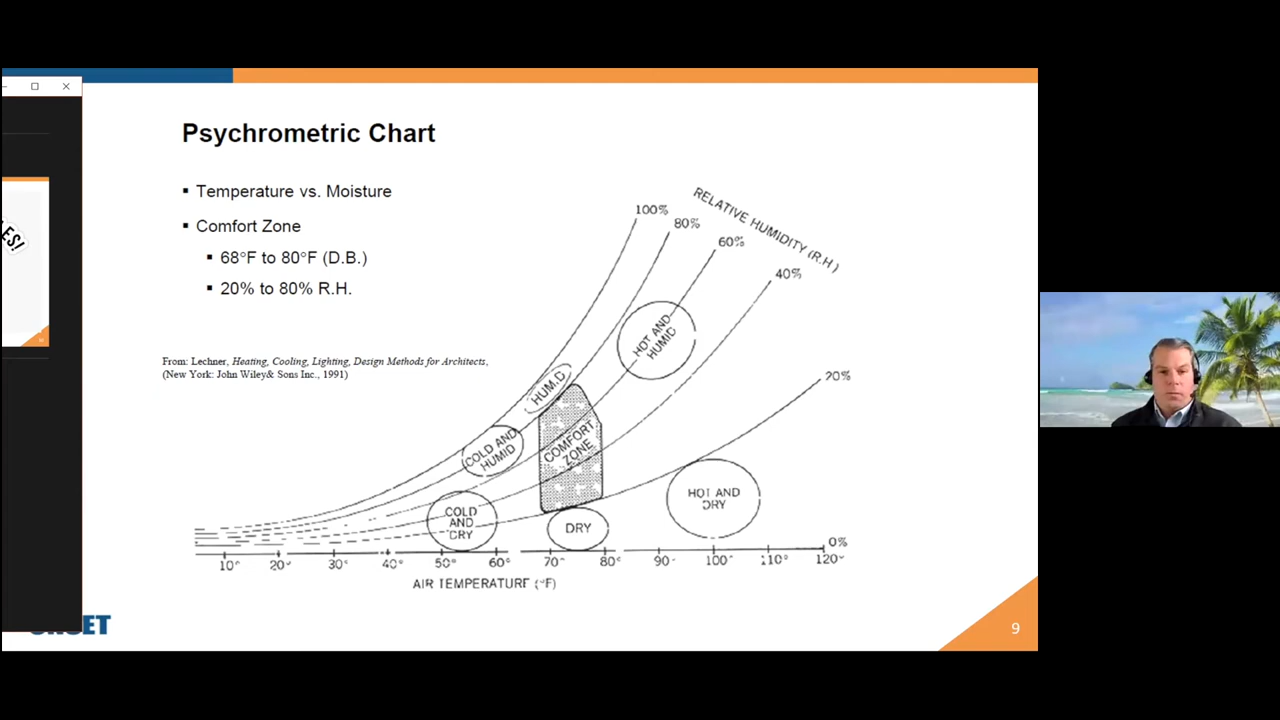 Psychrometric Chart
▪ Temperature vs. Moisture
▪ Comfort Zone
▪ 68°F to 80°F (D.B.)
▪ 20% to 80% R.H.
From: Lechner, Heating, Cooling, Lighting, Design Methods for Architects,
(New York: John Wiley& Sons Inc., 1991)
RELATIVE HUMIDITY (R.H)
100%
80%
60%
40%
20%
0%
HOT AND
HUMID
HUMID
COLD AND
HUMID
COMFORT
ZONE
COLD
AND
DRY
DRY
HOT AND
DRY
10° 20° 30° 40° 50° 60° 70° 80° 90° 100° 110° 120°
AIR TEMPERATURE (°F)
9